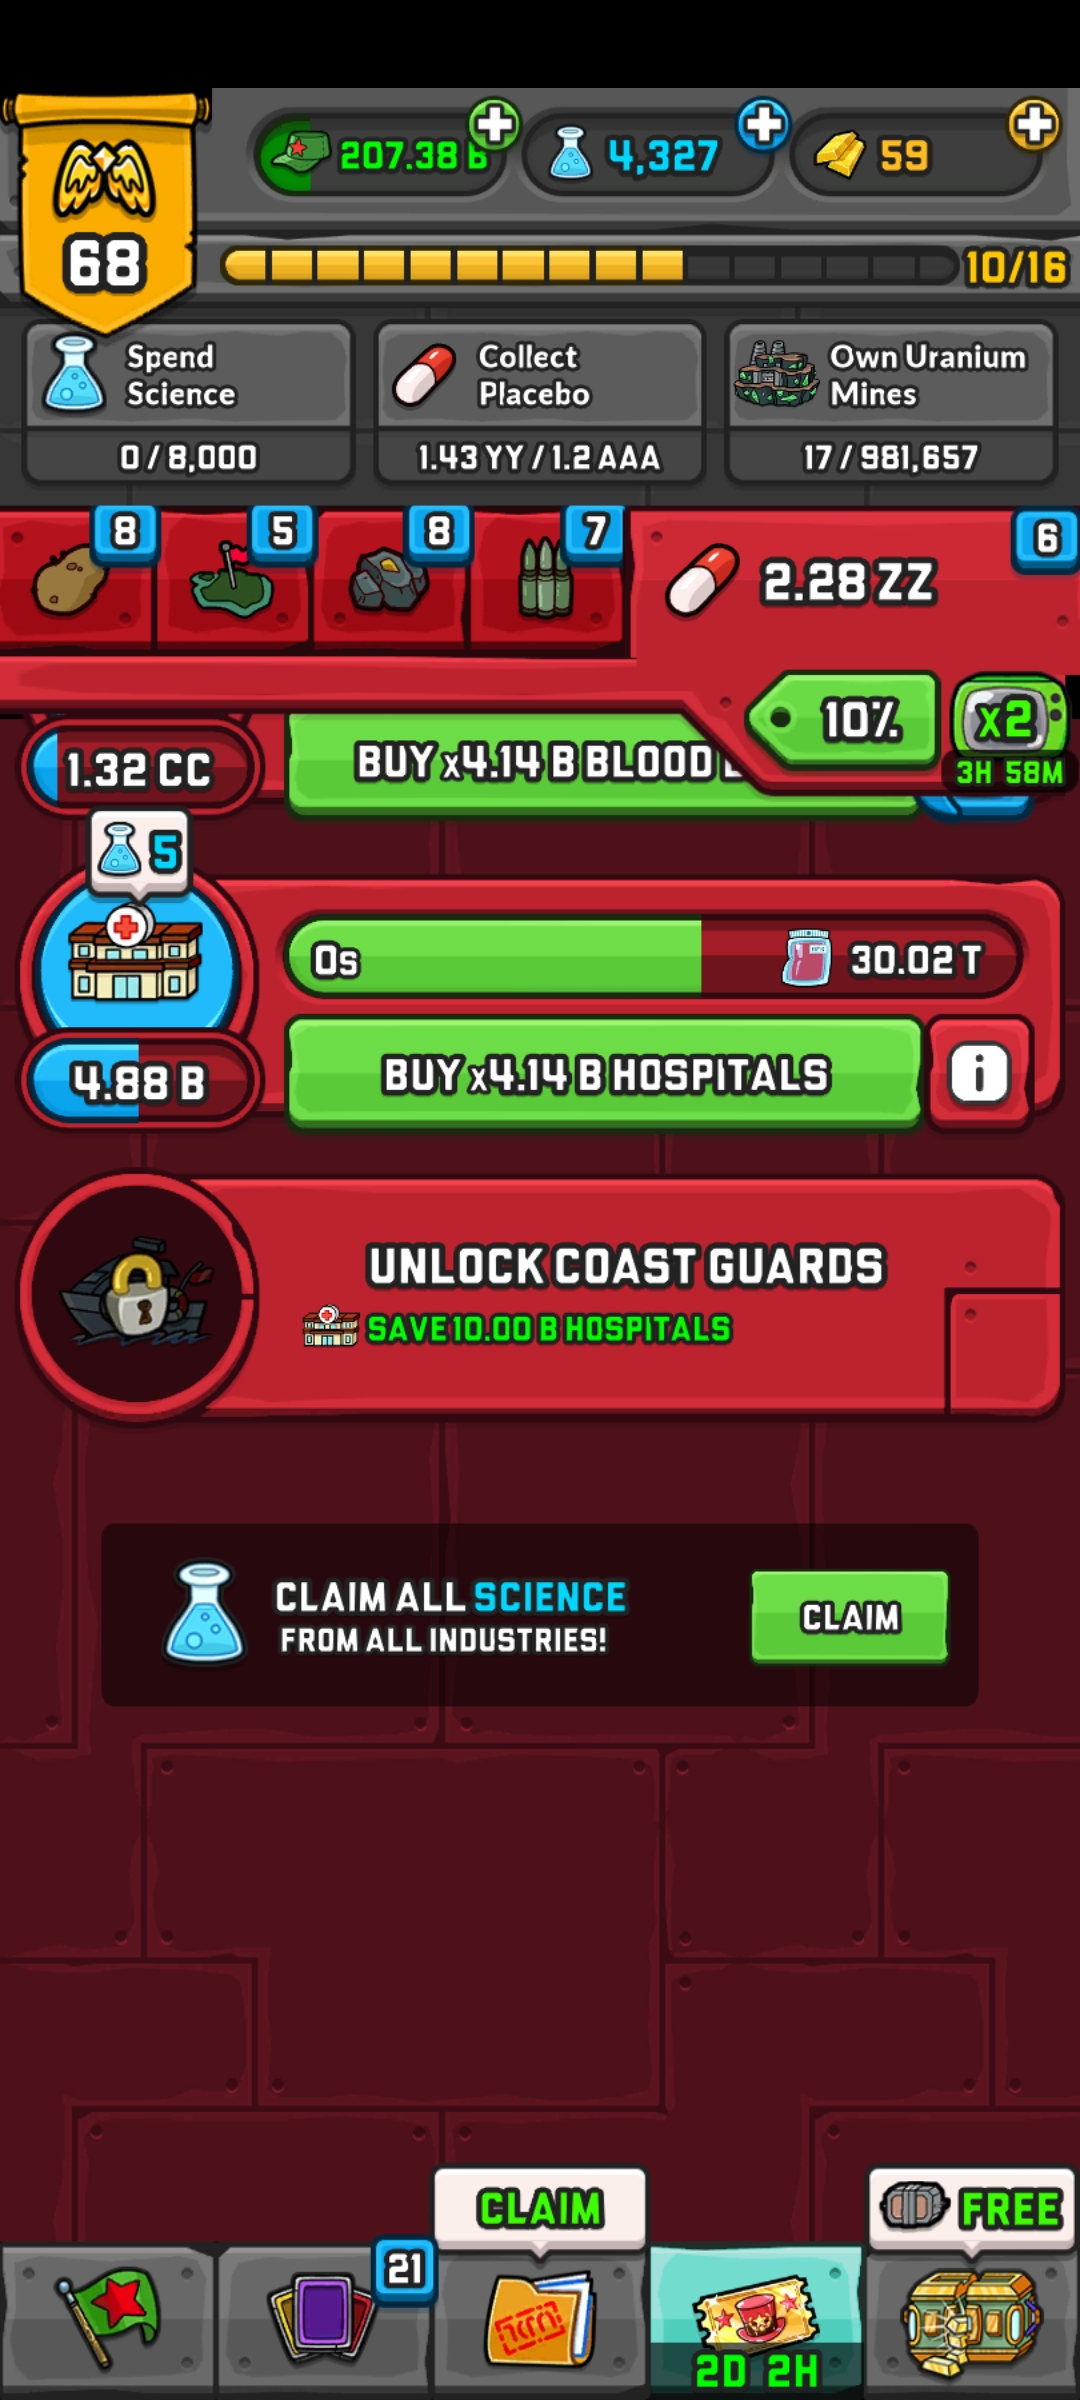 207.38 B
4,327
59
68
10/16
Spend
Science
0 / 8,000
Collect
Placebo
1.43 YY / 1.2 AAA
Own Uranium
Mines
17 / 981,657
8
5
8
7
2.28 ZZ
6
10%
x2
3H 58M
1.32 CC
BUY x4.14 B BLOOD
5
0s
30.02 T
4.88 B
BUY x4.14 B HOSPITALS
i
UNLOCK COAST GUARDS
SAVE 10.00 B HOSPITALS
CLAIM ALL SCIENCE
FROM ALL INDUSTRIES!
CLAIM
CLAIM
FREE
21
2D 2H